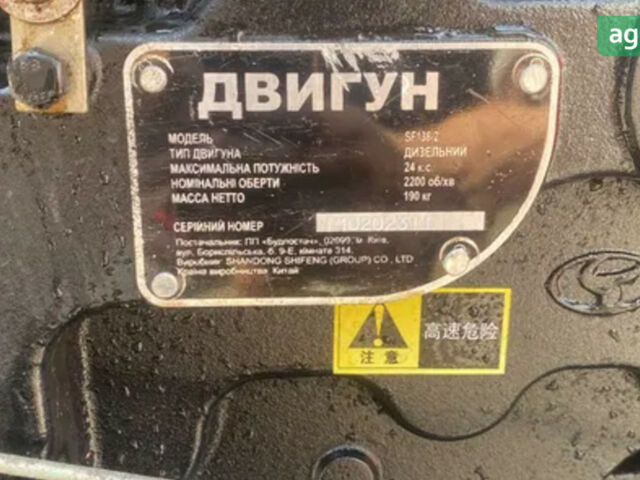 ag
ДВИГУН
МОДЕЛЬ SF138-2
ТИП ДВИГУНА ДИЗЕЛЬНИЙ
МАКСИМАЛЬНА ПОТУЖНІСТЬ 24 к.с.
НОМІНАЛЬНІ ОБЕРТИ 2200 об/хв
МАССА НЕТТО 190 кг
СЕРІЙНИЙ НОМЕР
Постачальник: ПП «Будпостач», 02099, м. Київ,
вул. Бориспільська, б. 9-Е, кімната 314.
Виробник: SHANDONG SHIFENG (GROUP) CO., LTD
Країна виробництва: Китай
注意
高速危险